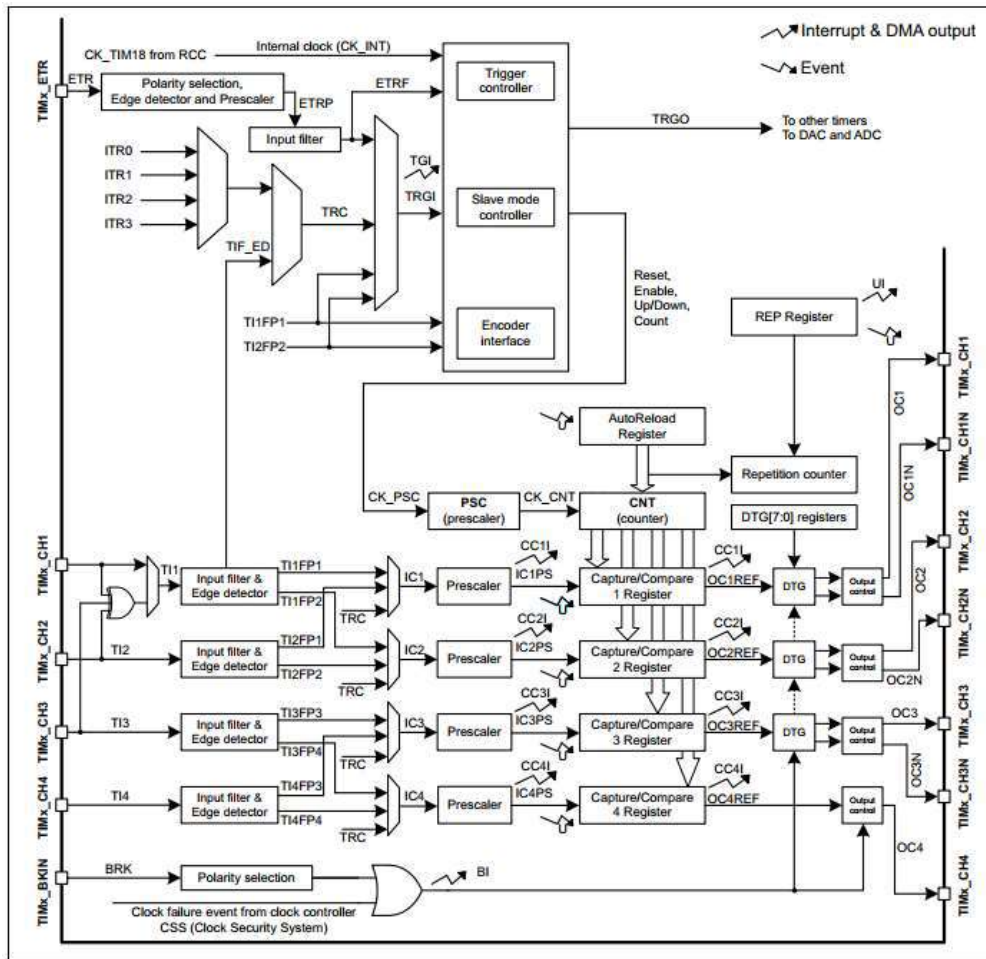 Interrupt & DMA output
Event
CK_TIM18 from RCC
Internal clock (CK_INT)
TIMx_ETR
ETR
Polarity selection,
Edge detector and Prescaler
ETRP
Input filter
ETRF
Trigger
controller
TRGO
To other timers
To DAC and ADC
ITR0
ITR1
ITR2
ITR3
TGI
TRGI
TRC
TIF_ED
Slave mode
controller
Reset,
Enable,
Up/Down,
Count
TI1FP1
TI2FP2
Encoder
interface
UI
REP Register
AutoReload
Register
Repetition counter
CK_PSC
PSC
(prescaler)
CK_CNT
CNT
(counter)
DTG[7:0] registers
TIMx_CH1
TI1
Input filter &
Edge detector
TI1FP1
TI1FP2
TRC
IC1
Prescaler
CC1I
IC1PS
Capture/Compare
1 Register
CC1I
OC1REF
DTG
Output
control
OC1
TIMx_CH1
OC1N
TIMx_CH1N
TIMx_CH2
TI2
Input filter &
Edge detector
TI2FP1
TI2FP2
TRC
IC2
Prescaler
CC2I
IC2PS
Capture/Compare
2 Register
CC2I
OC2REF
DTG
Output
control
OC2
TIMx_CH2
OC2N
TIMx_CH2N
TIMx_CH3
TI3
Input filter &
Edge detector
TI3FP3
TI3FP4
TRC
IC3
Prescaler
CC3I
IC3PS
Capture/Compare
3 Register
CC3I
OC3REF
DTG
Output
control
OC3
TIMx_CH3
OC3N
TIMx_CH3N
TIMx_CH4
TI4
Input filter &
Edge detector
TI4FP3
TI4FP4
TRC
IC4
Prescaler
CC4I
IC4PS
Capture/Compare
4 Register
CC4I
OC4REF
Output
control
OC4
TIMx_CH4
TIMx_BKIN
BRK
Polarity selection
BI
Clock failure event from clock controller
CSS (Clock Security System)